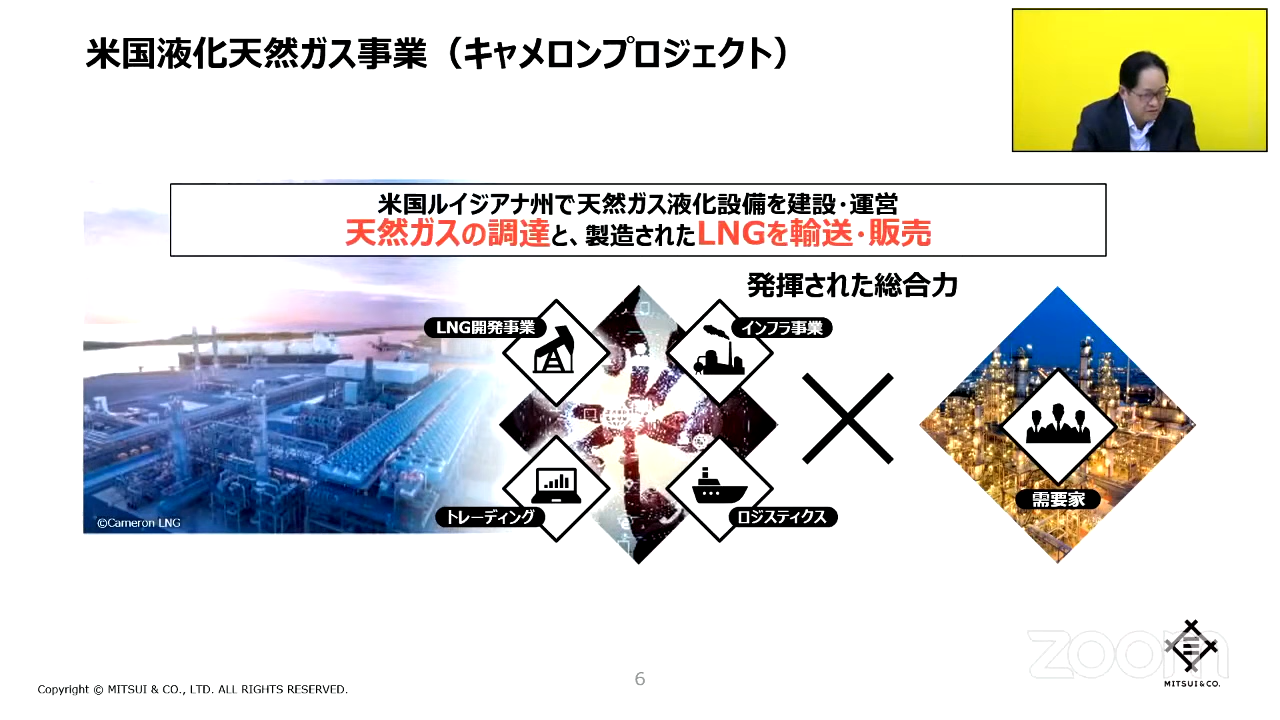 米国液化天然ガス事業（キャメロンプロジェクト）
米国ルイジアナ州で天然ガス液化設備を建設・運営
天然ガスの調達と、製造されたLNGを輸送・販売
発揮された総合力
LNG開発事業
インフラ事業
トレーディング
ロジスティクス
需要家
©Cameron LNG
zoom
MITSUI&CO.
Copyright © MITSUI & CO., LTD. ALL RIGHTS RESERVED.
6